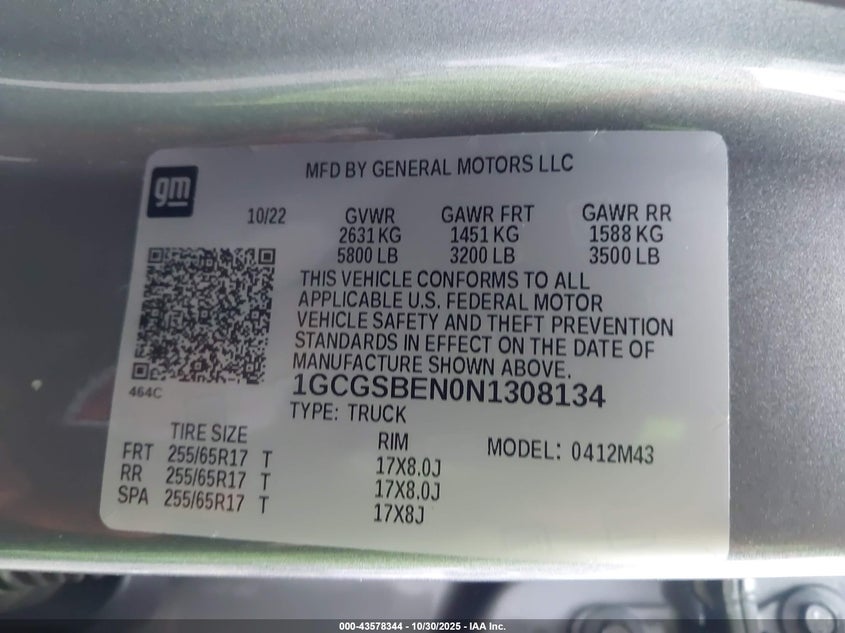 MFD BY GENERAL MOTORS LLC
gm
10/22 GVWR GAWR FRT GAWR RR
2631 KG 1451 KG 1588 KG
5800 LB 3200 LB 3500 LB
THIS VEHICLE CONFORMS TO ALL
APPLICABLE U.S. FEDERAL MOTOR
VEHICLE SAFETY AND THEFT PREVENTION
STANDARDS IN EFFECT ON THE DATE OF
MANUFACTURE SHOWN ABOVE.
464C
1GCGSBEN0N1308134
TYPE: TRUCK
TIRE SIZE RIM MODEL: 0412M43
FRT 255/65R17 T 17X8.0J
RR 255/65R17 T 17X8.0J
SPA 255/65R17 T 17X8J
000-43578344 - 10/30/2025 - IAA Inc.